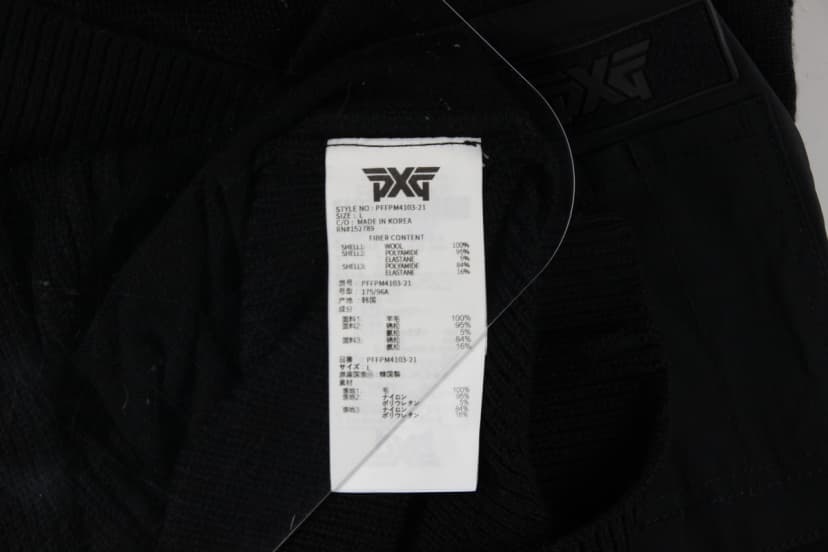 PXG
PXG
STYLE NO : PFFPM4103-21
SIZE : L
C/O : MADE IN KOREA
RN#152789
FIBER CONTENT
SHELL1: WOOL 100%
SHELL2: POLYAMIDE 95%
ELASTANE 5%
SHELL3: POLYAMIDE 84%
ELASTANE 16%
款号 : PFFPM4103-21
号型 : 175/96A
产地 : 韩国
成分
面料1: 羊毛 100%
面料2: 锦纶 95%
氨纶 5%
面料3: 锦纶 84%
氨纶 16%
品番 PFFPM4103-21
サイズ : L
原産国表示 : 韓国製
素材
表地1: 毛 100%
表地2: ナイロン 95%
ポリウレタン 5%
表地3: ナイロン 84%
ポリウレタン 16%